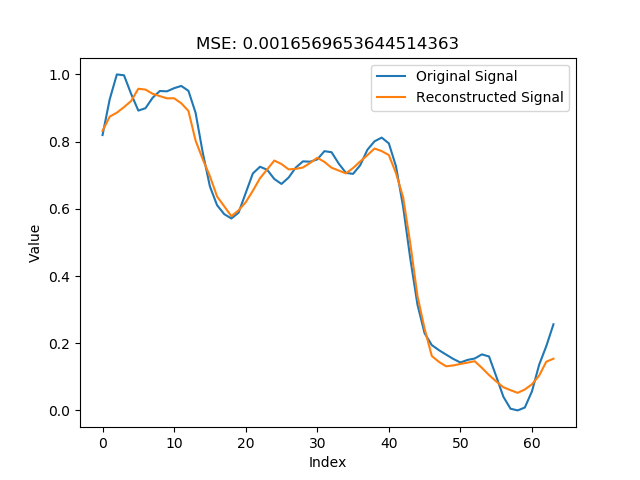 MSE: 0.0016569653644514363
Original Signal
Reconstructed Signal
1.0
0.8
0.6
0.4
0.2
0.0
Value
0 10 20 30 40 50 60
Index